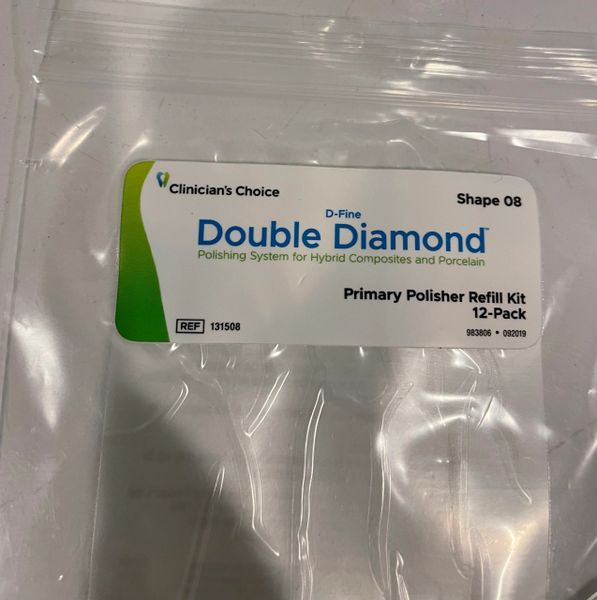 Clinician's Choice
Shape 08
D-Fine
Double Diamond™
Polishing System for Hybrid Composites and Porcelain
Primary Polisher Refill Kit
12-Pack
REF 131508
983806 • 092019